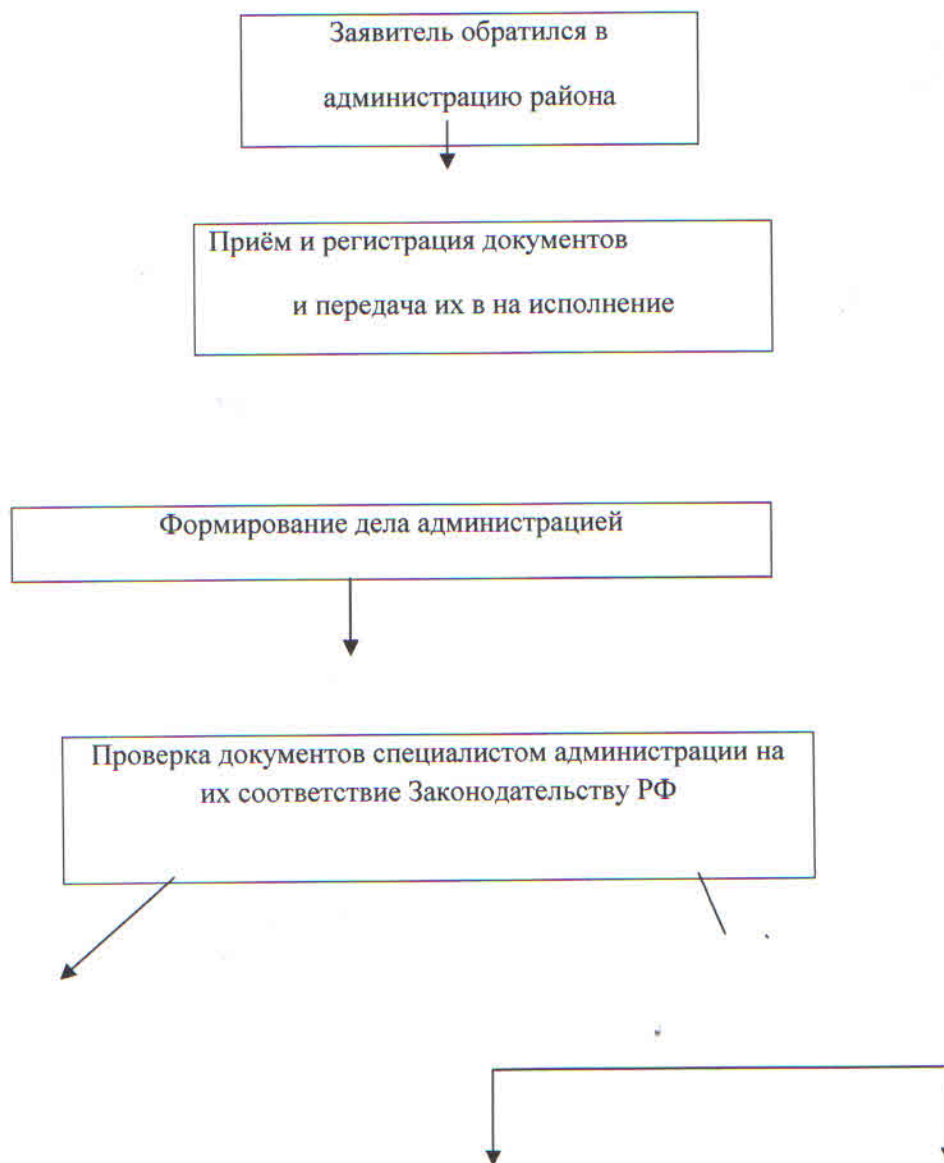 Заявитель обратился в
администрацию района
Приём и регистрация документов
и передача их в на исполнение
Формирование дела администрацией
Проверка документов специалистом администрации на
их соответствие Законодательству РФ